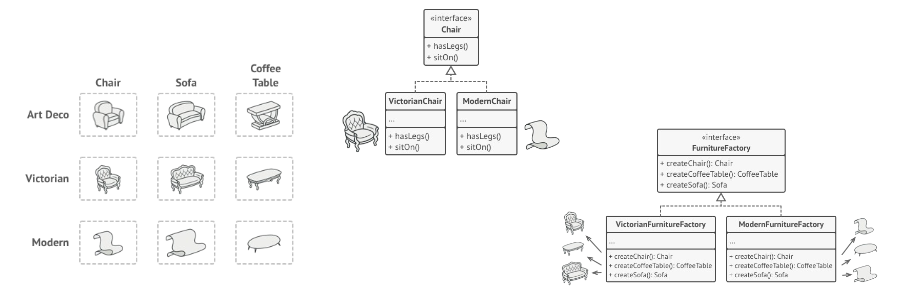 Chair
Sofa
Coffee
Table
Art Deco
Victorian
Modern
«interface»
Chair
+ hasLegs()
+ sitOn()
VictorianChair
...
+ hasLegs()
+ sitOn()
ModernChair
...
+ hasLegs()
+ sitOn()
«interface»
FurnitureFactory
+ createChair(): Chair
+ createCoffeeTable(): CoffeeTable
+ createSofa(): Sofa
VictorianFurnitureFactory
...
+ createChair(): Chair
+ createCoffeeTable(): CoffeeTable
+ createSofa(): Sofa
ModernFurnitureFactory
...
+ createChair(): Chair
+ createCoffeeTable(): CoffeeTable
+ createSofa(): Sofa